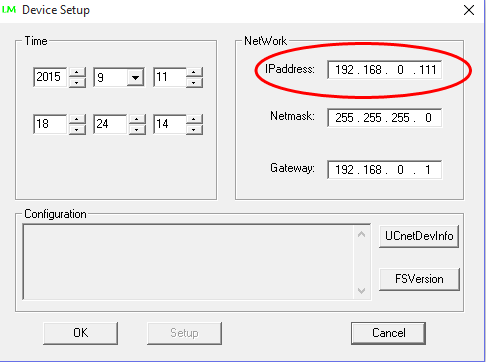 UM Device Setup
Time
2015 9 11
18 24 14
NetWork
IPaddress: 192 . 168 . 0 . 111
Netmask: 255 . 255 . 255 . 0
Gateway: 192 . 168 . 0 . 1
Configuration
UCnetDevInfo
FSVersion
OK Setup Cancel